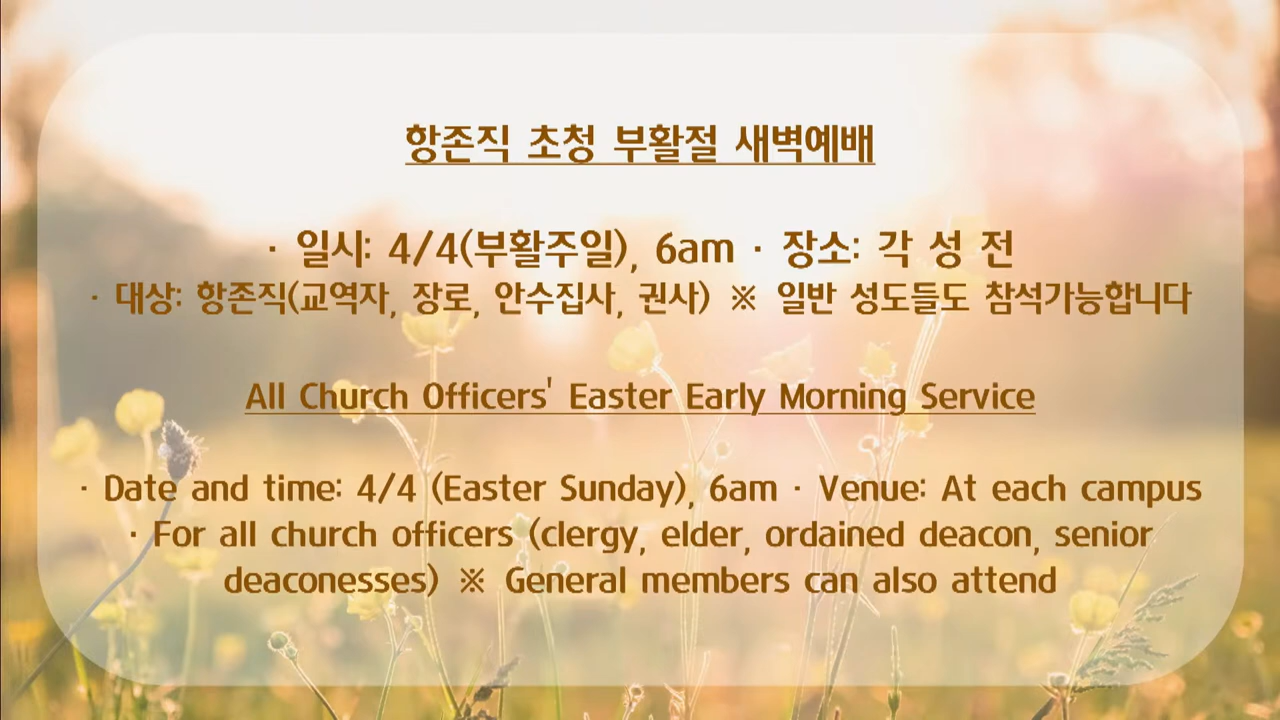 항존직 초청 부활절 새벽예배
· 일시: 4/4(부활주일), 6am · 장소: 각 성 전
· 대상: 항존직(교역자, 장로, 안수집사, 권사) ※ 일반 성도들도 참석가능합니다
All Church Officers' Easter Early Morning Service
· Date and time: 4/4 (Easter Sunday), 6am · Venue: At each campus
· For all church officers (clergy, elder, ordained deacon, senior
deaconesses) ※ General members can also attend